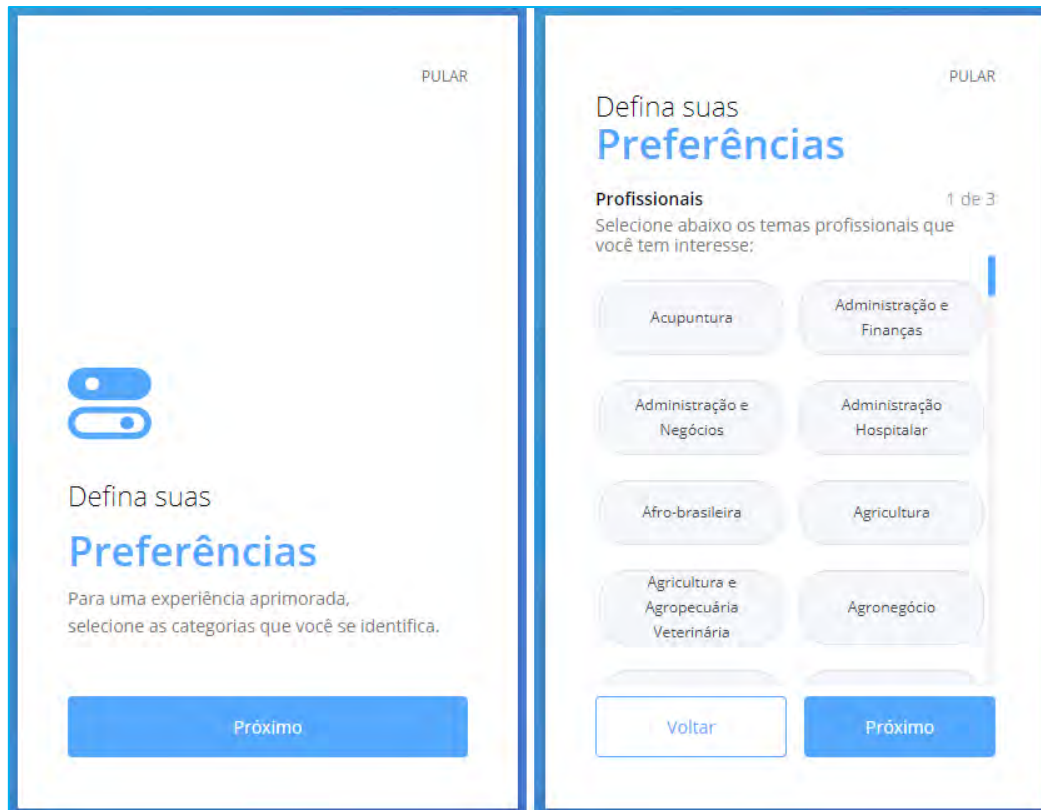 PULAR
Defina suas
Preferências
Para uma experiência aprimorada,
selecione as categorias que você se identifica.
Próximo
PULAR
Defina suas
Preferências
Profissionais
1 de 3
Selecione abaixo os temas profissionais que
você tem interesse:
Acupuntura
Administração e
Finanças
Administração e
Negócios
Administração
Hospitalar
Afro-brasileira
Agricultura
Agricultura e
Agropecuária
Veterinária
Agronegócio
Voltar
Próximo